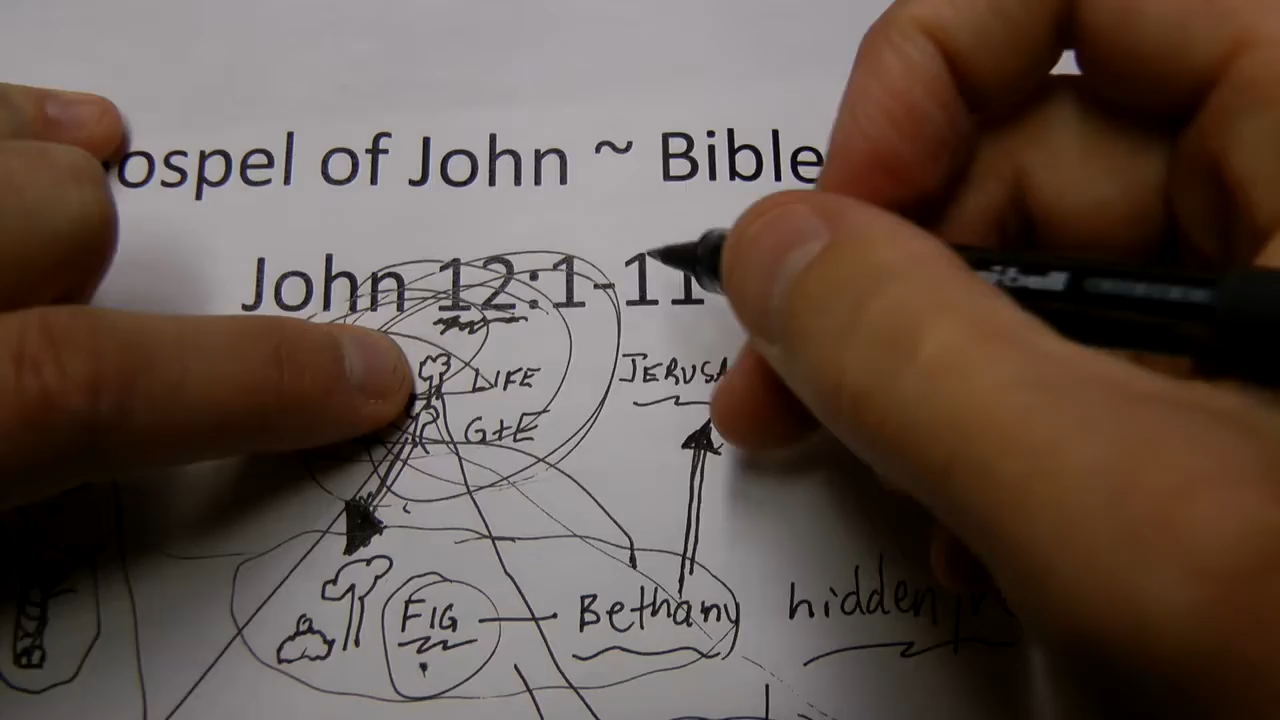 ospel of John ~ Bible
John 12:1-11
LIFE
JERUSA
G+E
FIG
Bethany
hidden